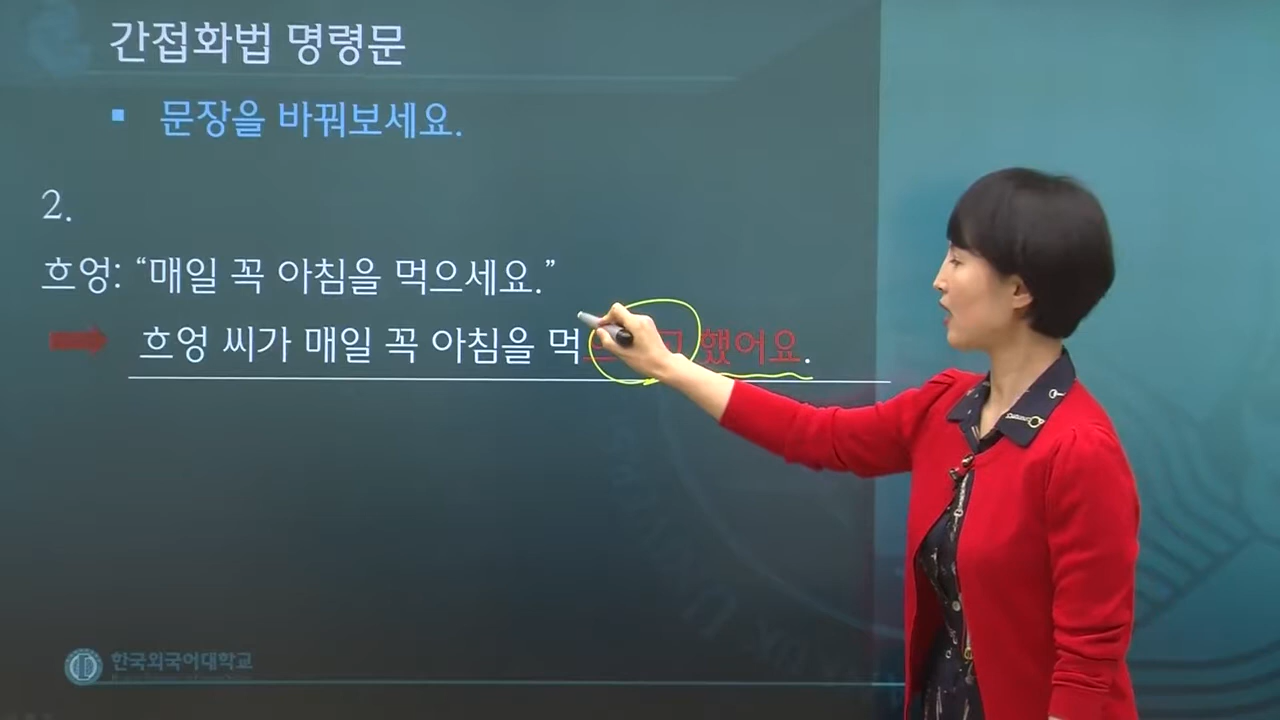 간접화법 명령문
▪ 문장을 바꿔보세요.
2.
흐엉: “매일 꼭 아침을 먹으세요.”
흐엉 씨가 매일 꼭 아침을 먹 고 했어요.
한국외국어대학교